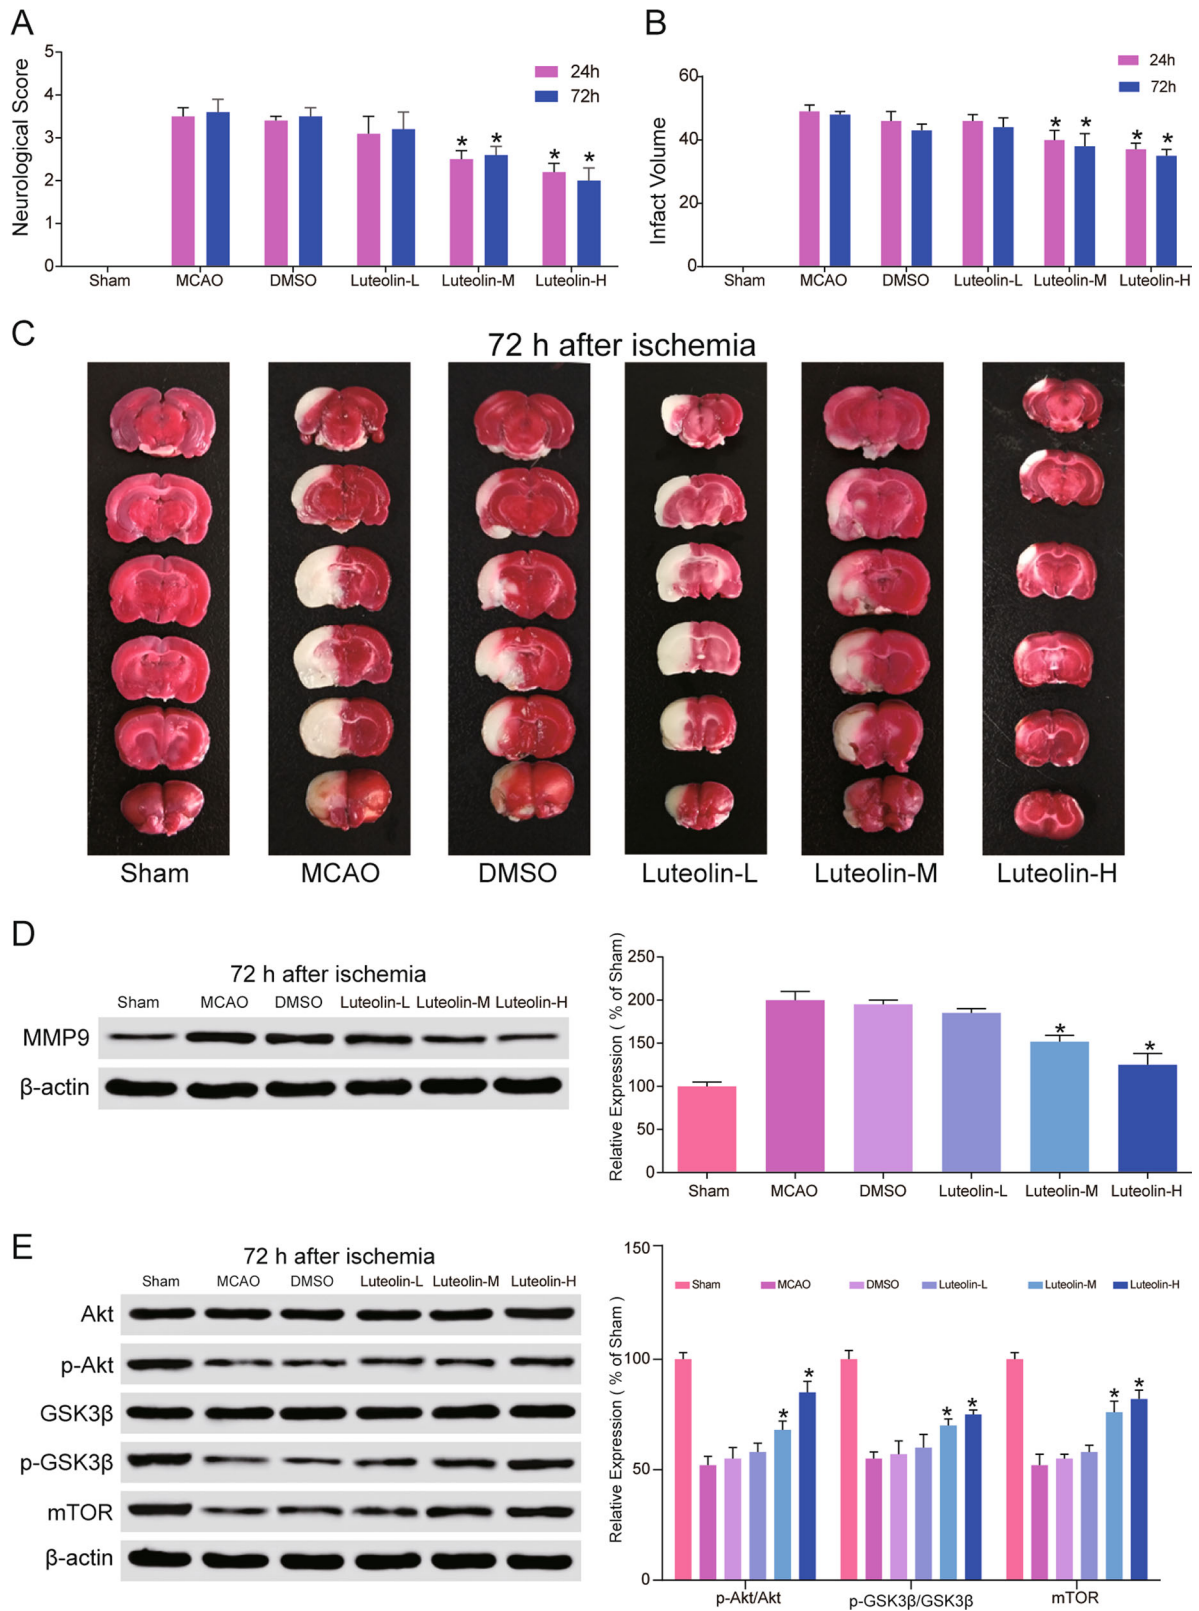 A
Neurological Score
5
4
3
2
1
0
24h
72h
* * * *
Sham MCAO DMSO Luteolin-L Luteolin-M Luteolin-H
B
Infact Volume
60
40
20
0
24h
72h
* * * *
Sham MCAO DMSO Luteolin-L Luteolin-M Luteolin-H
C
72 h after ischemia
Sham MCAO DMSO Luteolin-L Luteolin-M Luteolin-H
D
72 h after ischemia
Sham MCAO DMSO Luteolin-L Luteolin-M Luteolin-H
MMP9
β-actin
Relative Expression ( % of Sham )
250
200
150
100
50
0
* *
Sham MCAO DMSO Luteolin-L Luteolin-M Luteolin-H
E
72 h after ischemia
Sham MCAO DMSO Luteolin-L Luteolin-M Luteolin-H
Akt
p-Akt
GSK3β
p-GSK3β
mTOR
β-actin
Relative Expression ( % of Sham )
150
100
50
0
Sham MCAO DMSO Luteolin-L Luteolin-M Luteolin-H
* * * * * *
p-Akt/Akt p-GSK3β/GSK3β mTOR